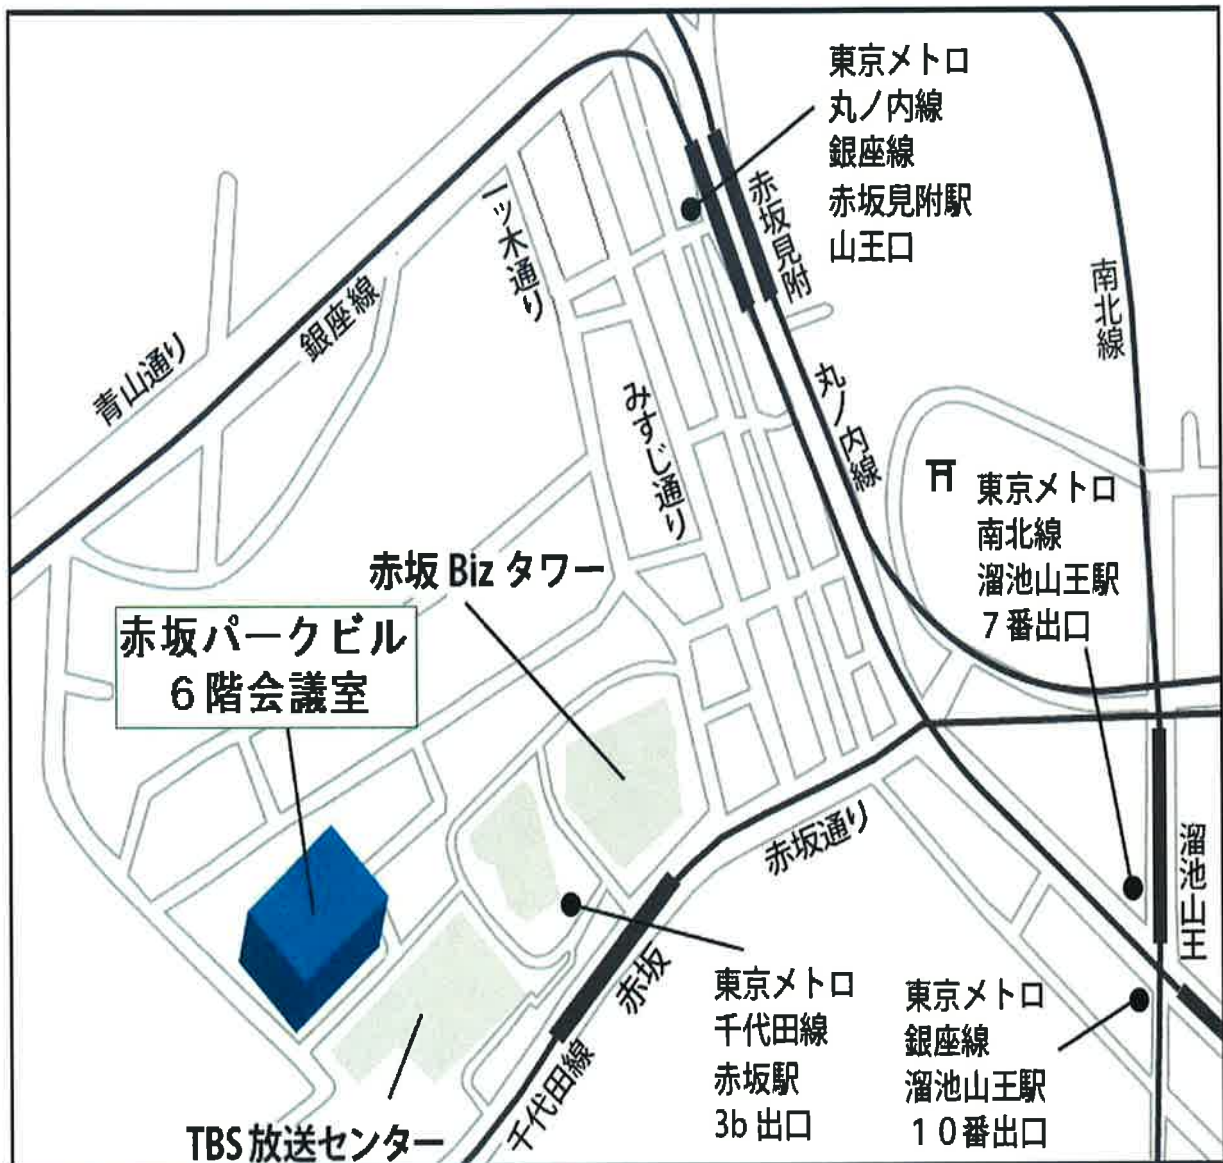 東京メトロ
丸ノ内線
銀座線
赤坂見附駅
山王口
赤坂見附
一ツ木通り
南北線
銀座線
青山通り
丸ノ内線
みすじ通り
東京メトロ
南北線
溜池山王駅
7番出口
赤坂 Biz タワー
赤坂パークビル
6階会議室
赤坂通り
溜池山王
赤坂
東京メトロ
千代田線
赤坂駅
3b 出口
東京メトロ
銀座線
溜池山王駅
10番出口
千代田線
TBS 放送センター